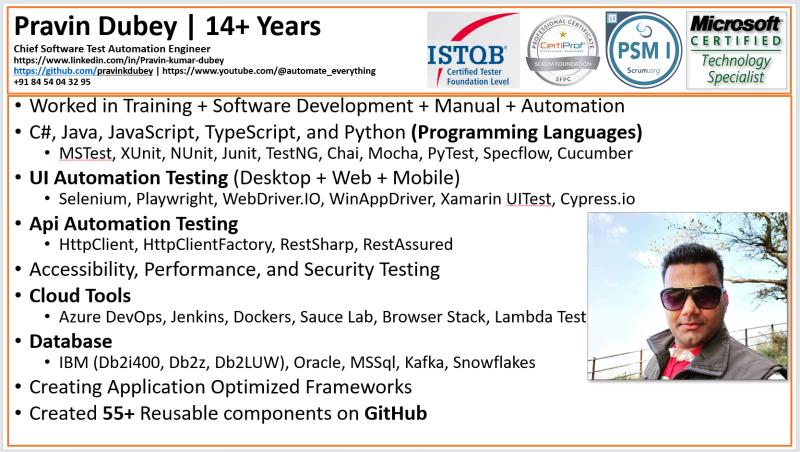 Pravin Dubey | 14+ Years
Chief Software Test Automation Engineer
https://www.linkedin.com/in/Pravin-kumar-dubey
https://github.com/pravinkdubey | https://www.youtube.com/@automate_everything
+91 84 54 04 32 95
ISTQB®
Certified Tester
Foundation Level
PROFESSIONAL CERTIFICATE
CertiProf®
Professional Knowledge
SCRUM FOUNDATION
SFPC
PSM I
Scrum.org
Microsoft
CERTIFIED
Technology
Specialist
• Worked in Training + Software Development + Manual + Automation
• C#, Java, JavaScript, TypeScript, and Python (Programming Languages)
• MSTest, XUnit, NUnit, Junit, TestNG, Chai, Mocha, PyTest, Specflow, Cucumber
• UI Automation Testing (Desktop + Web + Mobile)
• Selenium, Playwright, WebDriver.IO, WinAppDriver, Xamarin UITest, Cypress.io
• Api Automation Testing
• HttpClient, HttpClientFactory, RestSharp, RestAssured
• Accessibility, Performance, and Security Testing
• Cloud Tools
• Azure DevOps, Jenkins, Dockers, Sauce Lab, Browser Stack, Lambda Test
• Database
• IBM (Db2i400, Db2z, Db2LUW), Oracle, MSSql, Kafka, Snowflakes
• Creating Application Optimized Frameworks
• Created 55+ Reusable components on GitHub